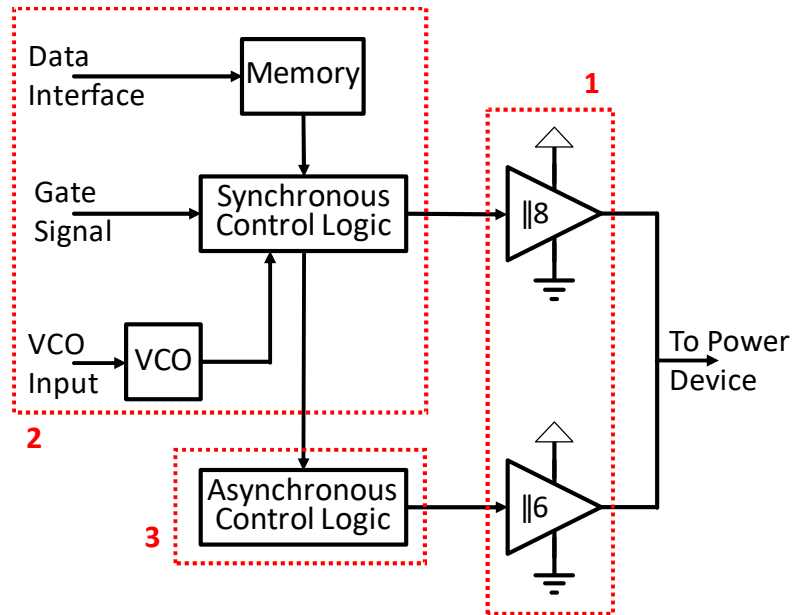 Data
Interface
Memory
1
Gate
Signal
Synchronous
Control Logic
||8
VCO
Input
VCO
To Power
Device
2
Asynchronous
Control Logic
||6
3